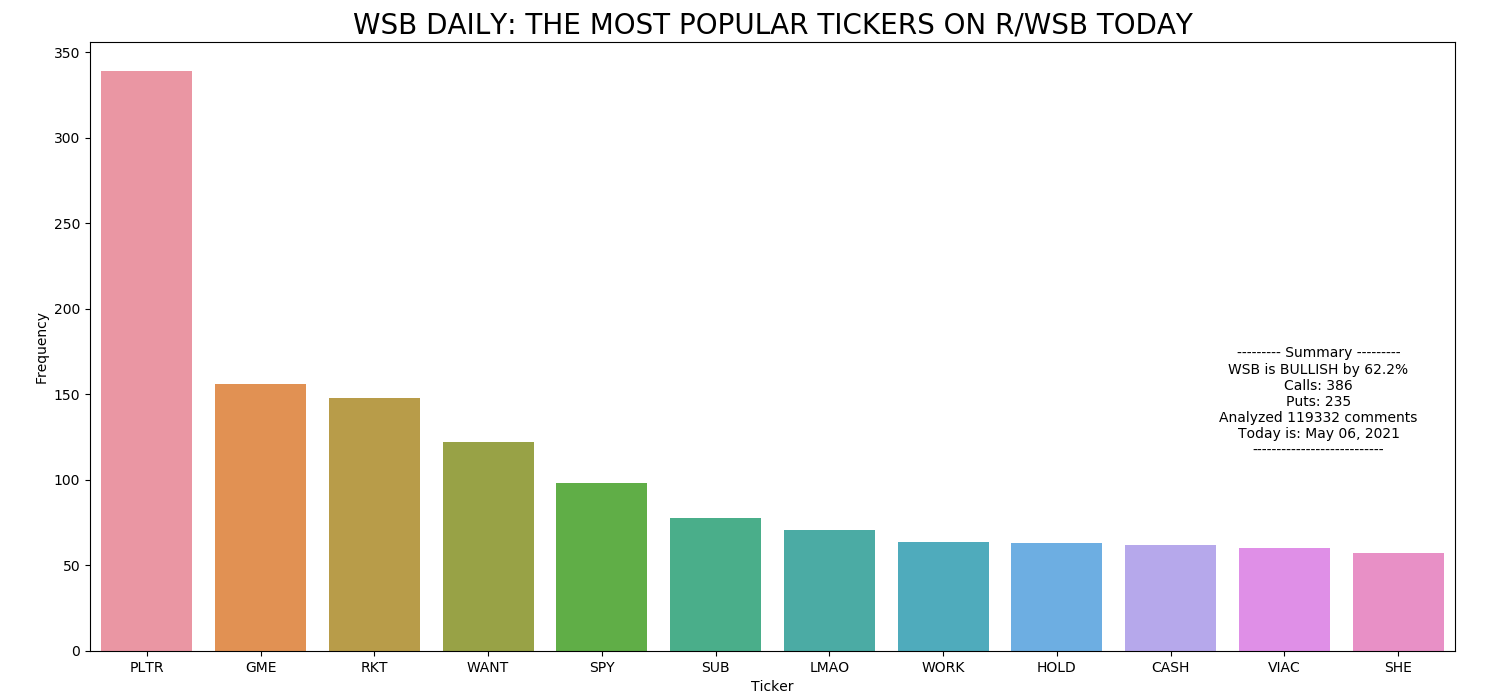 WSB DAILY: THE MOST POPULAR TICKERS ON R/WSB TODAY
350
300
250
200
150
100
50
0
Frequency
--------- Summary ---------
WSB is BULLISH by 62.2%
Calls: 386
Puts: 235
Analyzed 119332 comments
Today is: May 06, 2021
---------------------------
PLTR GME RKT WANT SPY SUB LMAO WORK HOLD CASH VIAC SHE
Ticker